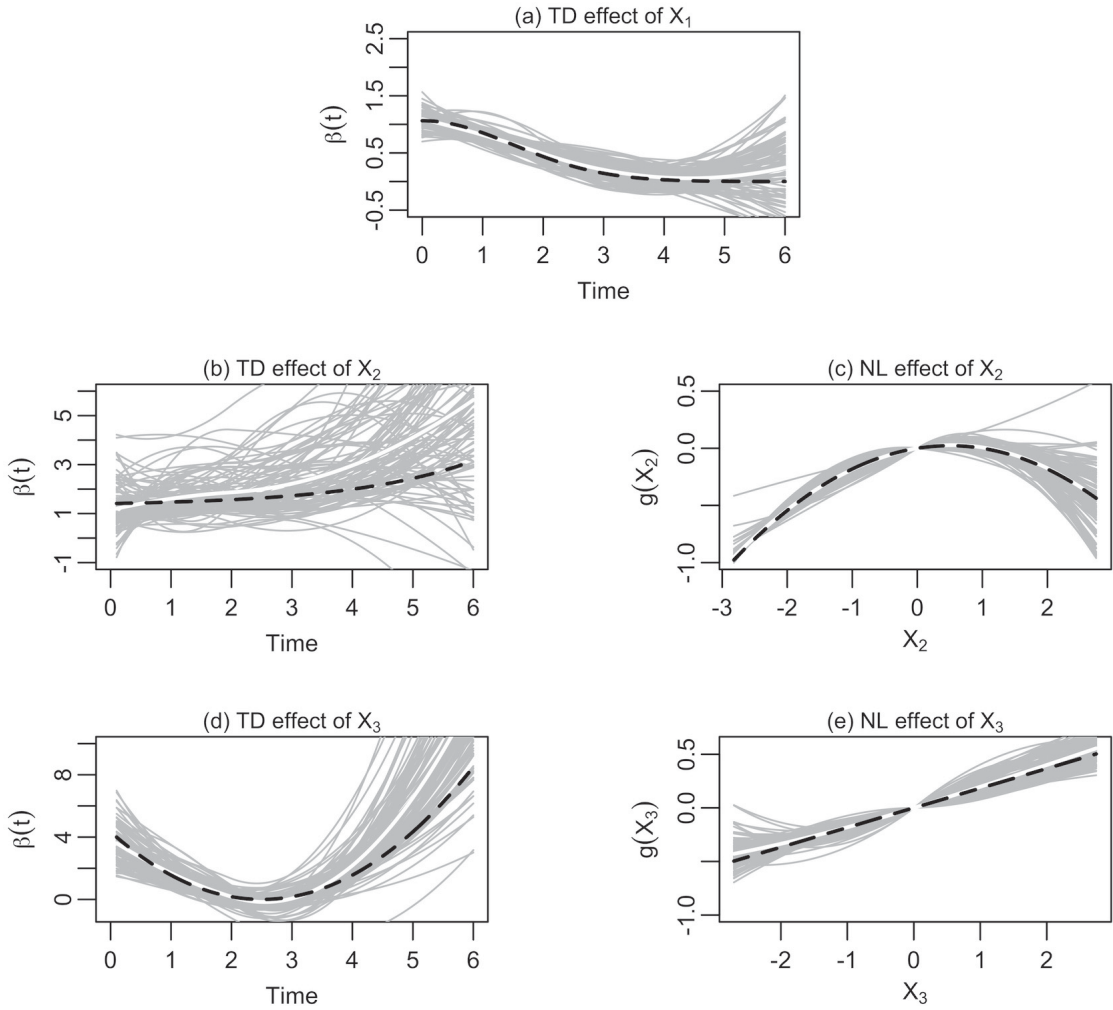 (a) TD effect of X₁
β(t)
-0.5 0.5 1.5 2.5
0 1 2 3 4 5 6
Time
(b) TD effect of X₂
β(t)
-1 1 3 5
0 1 2 3 4 5 6
Time
(c) NL effect of X₂
g(X₂)
-1.0 0.0 0.5
-3 -2 -1 0 1 2
X₂
(d) TD effect of X₃
β(t)
0 4 8
0 1 2 3 4 5 6
Time
(e) NL effect of X₃
g(X₃)
-1.0 0.0 0.5
-2 -1 0 1 2
X₃